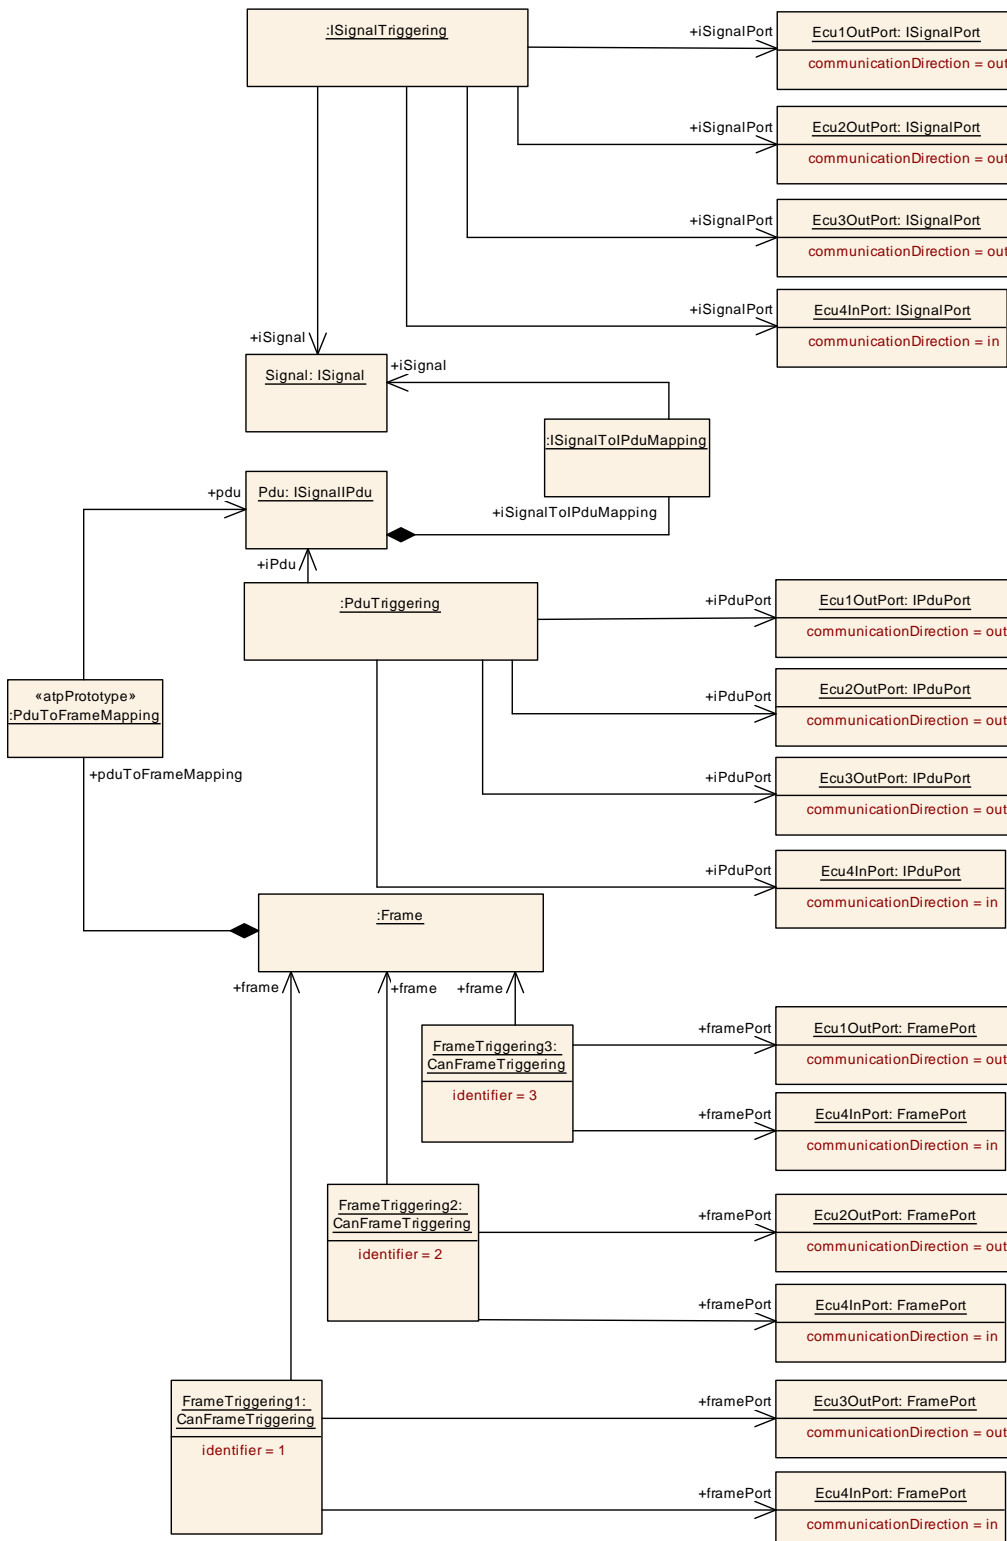 :ISignalTriggering
+iSignalPort
Ecu1OutPort: ISignalPort
communicationDirection = out
+iSignalPort
Ecu2OutPort: ISignalPort
communicationDirection = out
+iSignalPort
Ecu3OutPort: ISignalPort
communicationDirection = out
+iSignalPort
Ecu4InPort: ISignalPort
communicationDirection = in
+iSignal
Signal: ISignal
+iSignal
:ISignalToIPduMapping
+iSignalToIPduMapping
+pdu
Pdu: ISignalIPdu
+iPdu
:PduTriggering
+iPduPort
Ecu1OutPort: IPduPort
communicationDirection = out
+iPduPort
Ecu2OutPort: IPduPort
communicationDirection = out
«atpPrototype»
:PduToFrameMapping
+pduToFrameMapping
+iPduPort
Ecu3OutPort: IPduPort
communicationDirection = out
+iPduPort
Ecu4InPort: IPduPort
communicationDirection = in
:Frame
+frame
+frame
+frame
FrameTriggering3:
CanFrameTriggering
identifier = 3
+framePort
Ecu1OutPort: FramePort
communicationDirection = out
+framePort
Ecu4InPort: FramePort
communicationDirection = in
FrameTriggering2:
CanFrameTriggering
identifier = 2
+framePort
Ecu2OutPort: FramePort
communicationDirection = out
+framePort
Ecu4InPort: FramePort
communicationDirection = in
FrameTriggering1:
CanFrameTriggering
identifier = 1
+framePort
Ecu3OutPort: FramePort
communicationDirection = out
+framePort
Ecu4InPort: FramePort
communicationDirection = in